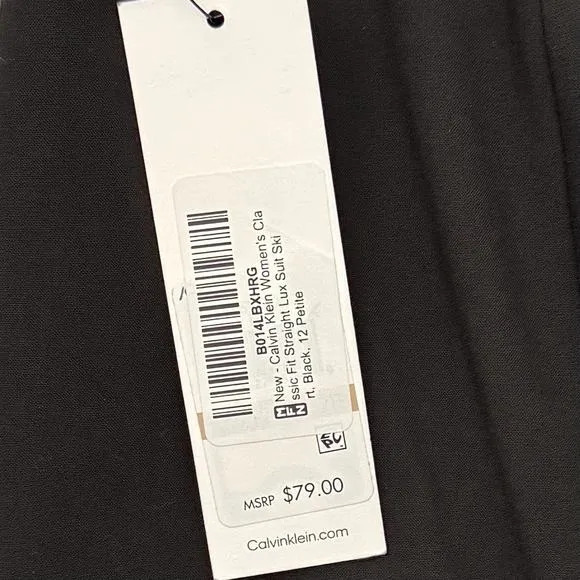 B014LBXHRG
New - Calvin Klein Women's Cla
ssic Fit Straight Lux Suit Ski
rt, Black, 12 Petite
MFN
MSRP $79.00
Calvinklein.com